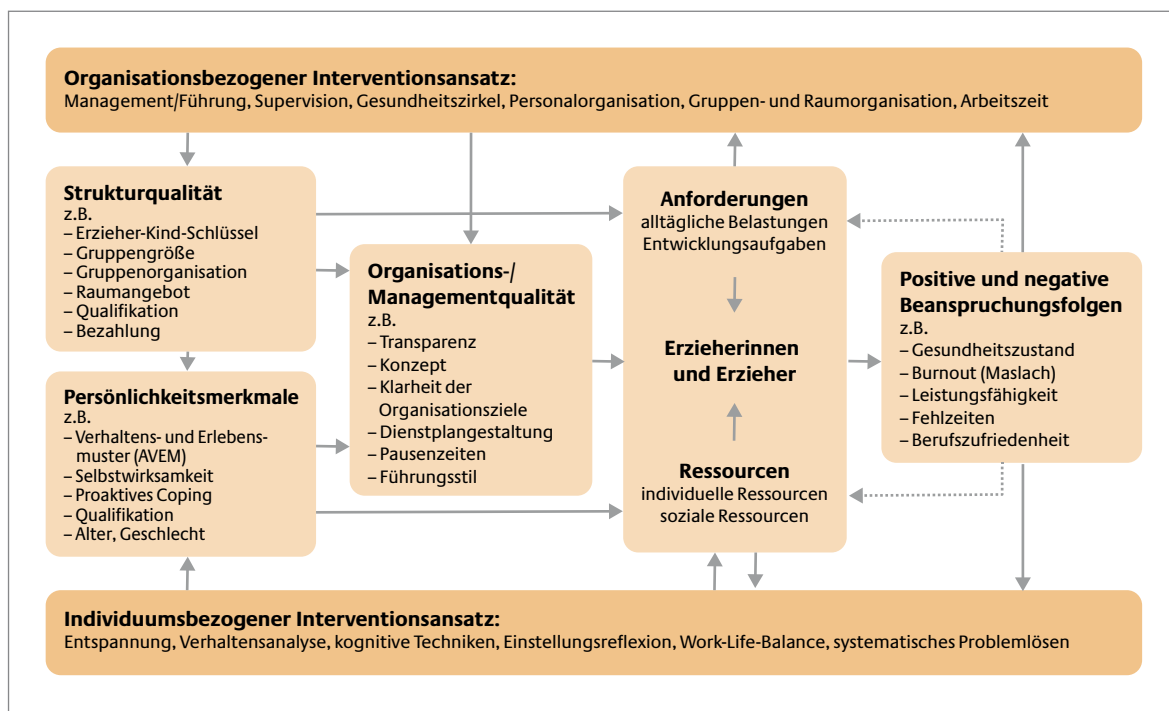 Organisationsbezogener Interventionsansatz:
Management/Führung, Supervision, Gesundheitszirkel, Personalorganisation, Gruppen- und Raumorganisation, Arbeitszeit
Strukturqualität
z.B.
– Erzieher-Kind-Schlüssel
– Gruppengröße
– Gruppenorganisation
– Raumangebot
– Qualifikation
– Bezahlung
Persönlichkeitsmerkmale
z.B.
– Verhaltens- und Erlebens-
muster (AVEM)
– Selbstwirksamkeit
– Proaktives Coping
– Qualifikation
– Alter, Geschlecht
Organisations-/
Managementqualität
z.B.
– Transparenz
– Konzept
– Klarheit der
Organisationsziele
– Dienstplangestaltung
– Pausenzeiten
– Führungsstil
Anforderungen
alltägliche Belastungen
Entwicklungsaufgaben
Erzieherinnen
und Erzieher
Ressourcen
individuelle Ressourcen
soziale Ressourcen
Positive und negative
Beanspruchungsfolgen
z.B.
– Gesundheitszustand
– Burnout (Maslach)
– Leistungsfähigkeit
– Fehlzeiten
– Berufszufriedenheit
Individuumsbezogener Interventionsansatz:
Entspannung, Verhaltensanalyse, kognitive Techniken, Einstellungsreflexion, Work-Life-Balance, systematisches Problemlösen